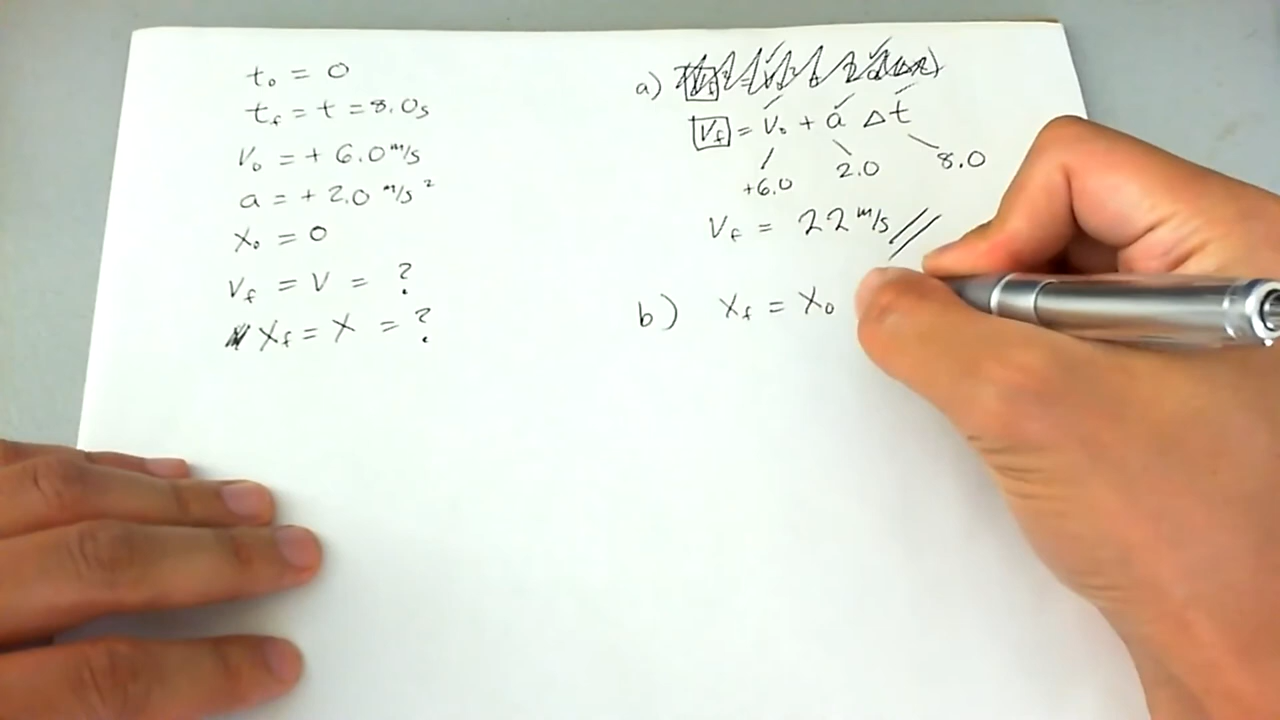 t₀ = 0
t_f = t = 8.0s
V₀ = + 6.0 m/s
a = + 2.0 m/s²
X₀ = 0
V_f = V = ?
X_f = X = ?
a)
V_f = V₀ + a Δt
+6.0 2.0 8.0
V_f = 22 m/s //
b) X_f = X₀